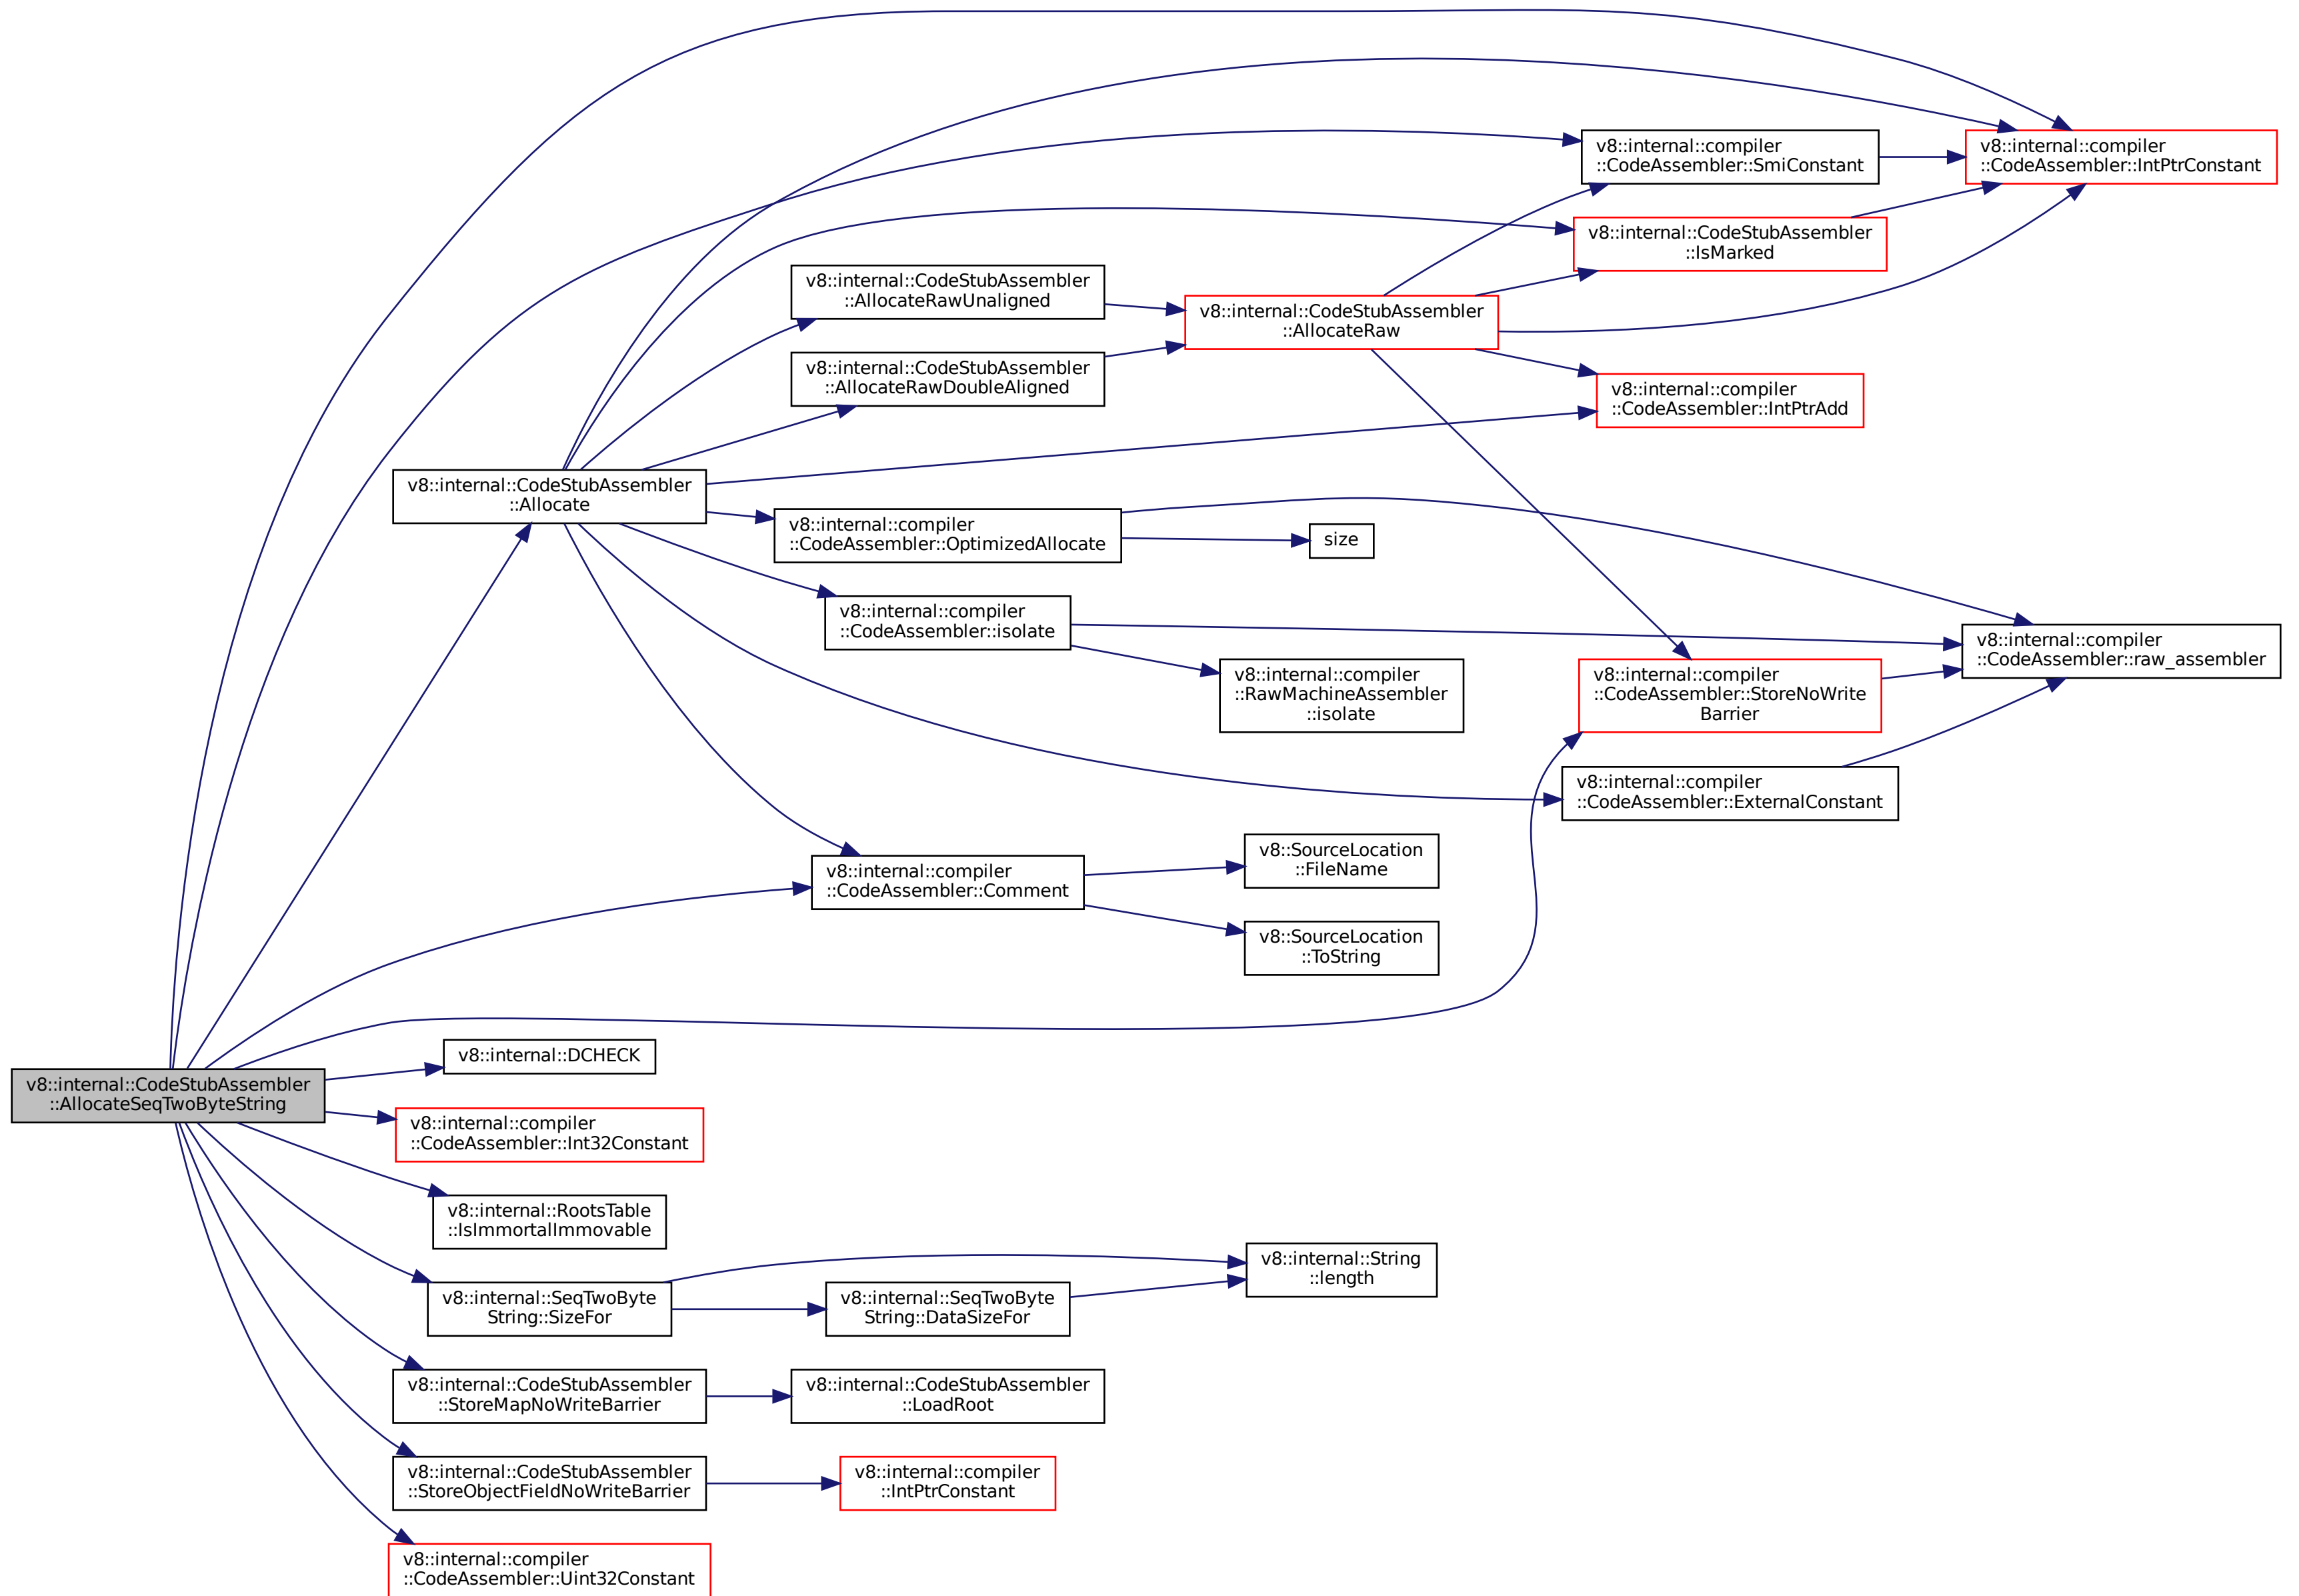 v8::internal::compiler
::CodeAssembler::SmiConstant
v8::internal::compiler
::CodeAssembler::IntPtrConstant
v8::internal::CodeStubAssembler
::IsMarked
v8::internal::CodeStubAssembler
::AllocateRawUnaligned
v8::internal::CodeStubAssembler
::AllocateRaw
v8::internal::CodeStubAssembler
::AllocateRawDoubleAligned
v8::internal::compiler
::CodeAssembler::IntPtrAdd
v8::internal::CodeStubAssembler
::Allocate
v8::internal::compiler
::CodeAssembler::OptimizedAllocate
size
v8::internal::compiler
::CodeAssembler::isolate
v8::internal::compiler
::CodeAssembler::raw_assembler
v8::internal::compiler
::RawMachineAssembler
::isolate
v8::internal::compiler
::CodeAssembler::StoreNoWrite
Barrier
v8::internal::compiler
::CodeAssembler::ExternalConstant
v8::SourceLocation
::FileName
v8::internal::compiler
::CodeAssembler::Comment
v8::SourceLocation
::ToString
v8::internal::DCHECK
v8::internal::CodeStubAssembler
::AllocateSeqTwoByteString
v8::internal::compiler
::CodeAssembler::Int32Constant
v8::internal::RootsTable
::IsImmortalImmovable
v8::internal::String
::length
v8::internal::SeqTwoByte
String::SizeFor
v8::internal::SeqTwoByte
String::DataSizeFor
v8::internal::CodeStubAssembler
::StoreMapNoWriteBarrier
v8::internal::CodeStubAssembler
::LoadRoot
v8::internal::CodeStubAssembler
::StoreObjectFieldNoWriteBarrier
v8::internal::compiler
::IntPtrConstant
v8::internal::compiler
::CodeAssembler::Uint32Constant